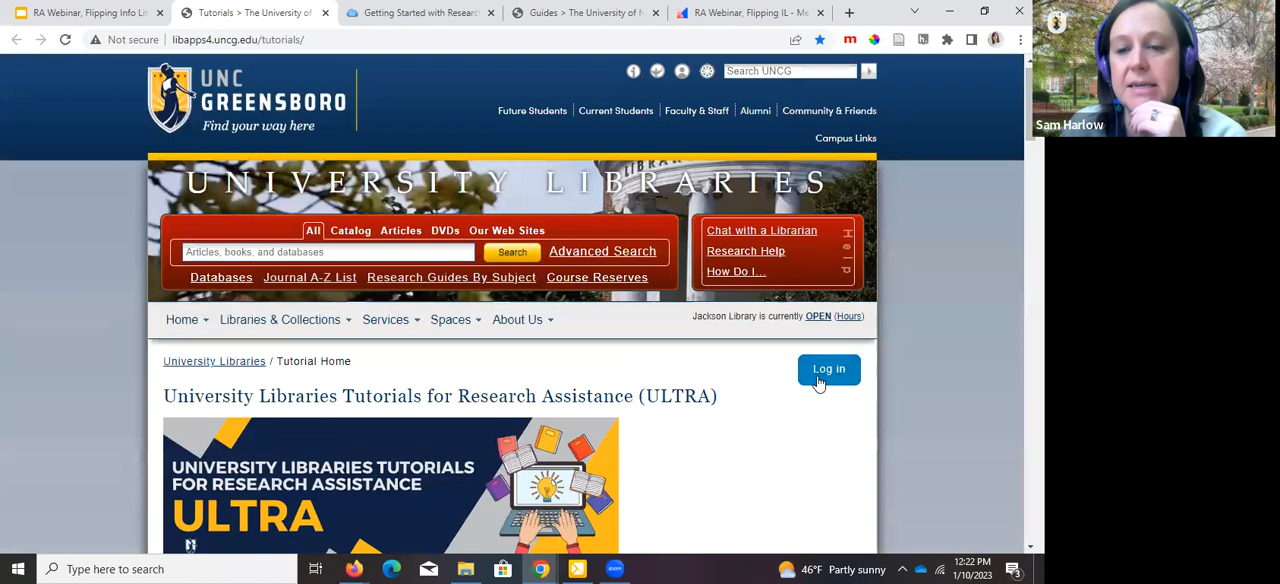 RA Webinar, Flipping Info Lit
Tutorials > The University of
Getting Started with Research
Guides > The University of N
RA Webinar, Flipping IL - Me
Not secure
libapps4.uncg.edu/tutorials/
UNC
GREENSBORO
Find your way here
Search UNCG
Future Students
Current Students
Faculty & Staff
Alumni
Community & Friends
Campus Links
UNIVERSITY LIBRARIES
All Catalog Articles DVDs Our Web Sites
Articles, books, and databases
Search
Advanced Search
Databases Journal A-Z List Research Guides By Subject Course Reserves
Chat with a Librarian
Research Help
How Do I...
Help
Home Libraries & Collections Services Spaces About Us
Jackson Library is currently OPEN (Hours)
University Libraries / Tutorial Home
Log in
University Libraries Tutorials for Research Assistance (ULTRA)
UNIVERSITY LIBRARIES TUTORIALS
FOR RESEARCH ASSISTANCE
ULTRA
Sam Harlow
Type here to search
46°F Partly sunny
12:22 PM
1/10/2023